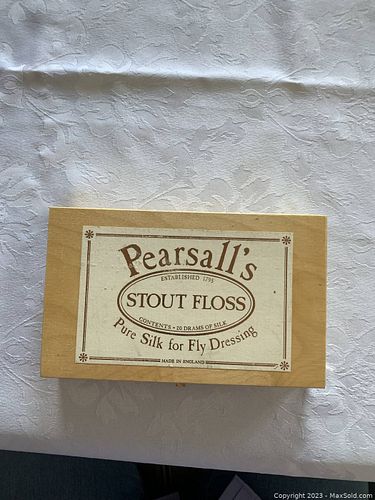 Pearsall's
ESTABLISHED 1795
STOUT FLOSS
CONTENTS • 20 DRAMS OF SILK
Pure Silk for Fly Dressing
MADE IN ENGLAND
Copyright 2023 - MaxSold.com